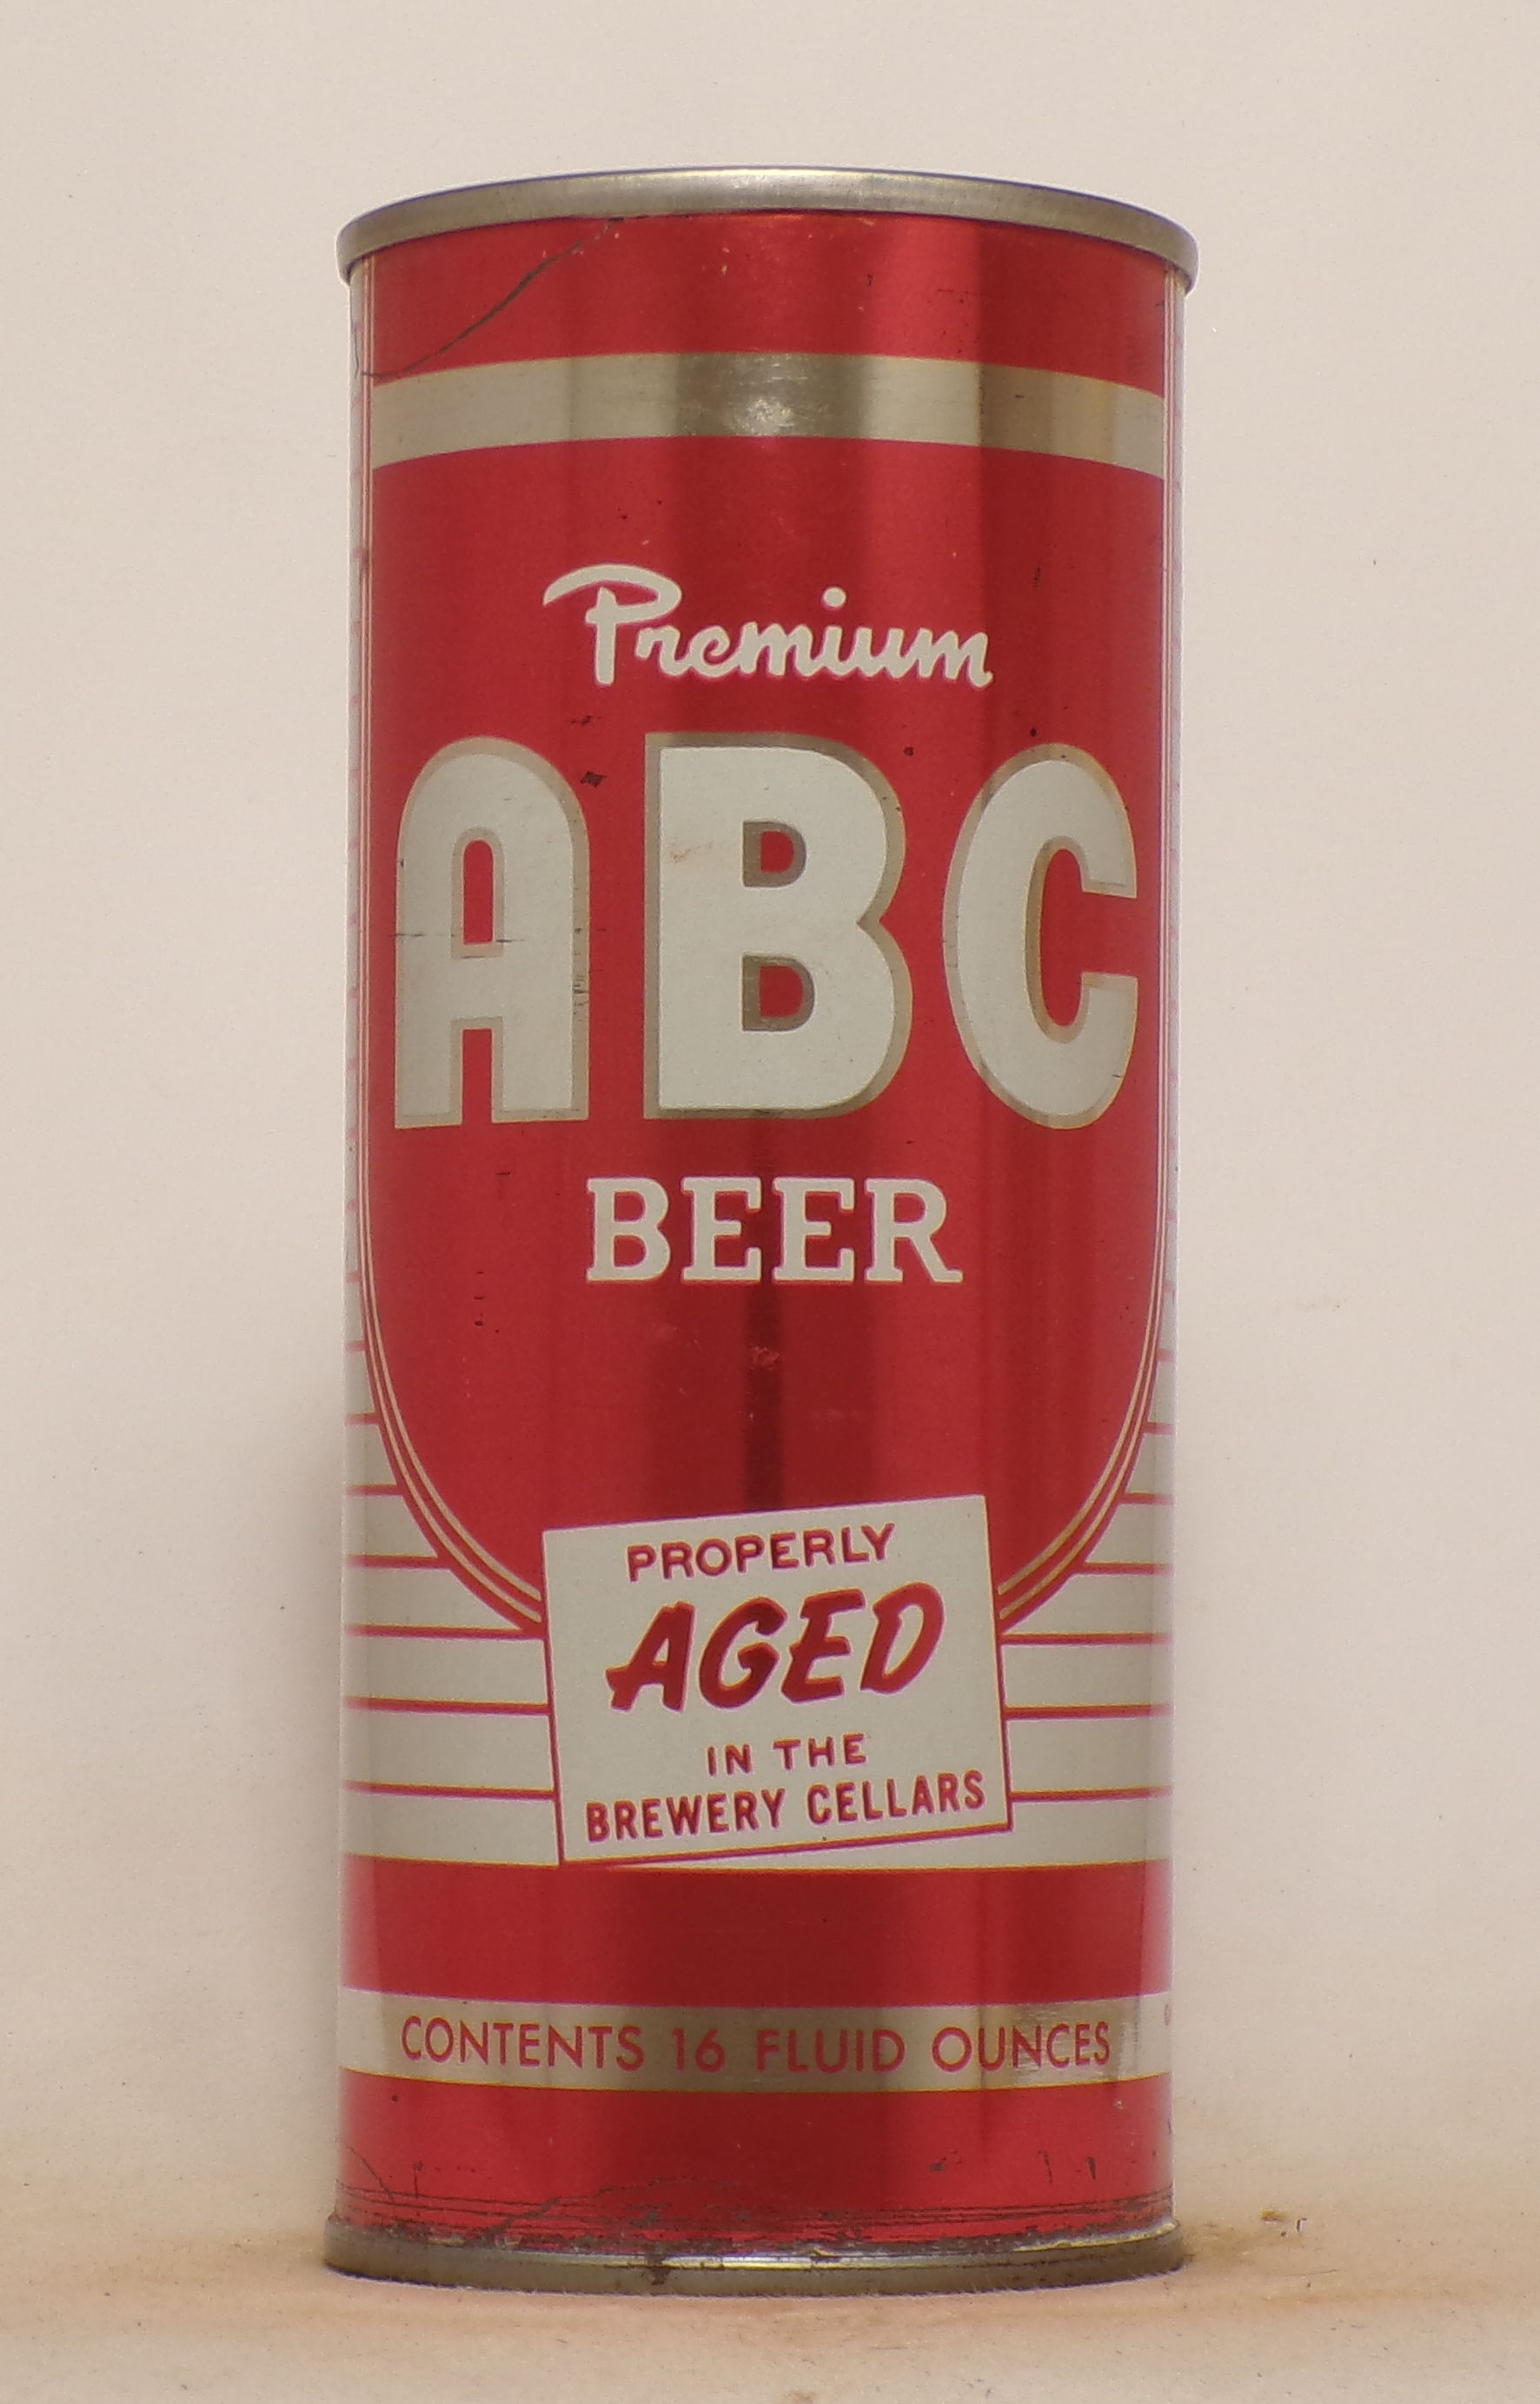 Premium
ABC
BEER
PROPERLY
AGED
IN THE
BREWERY CELLARS
CONTENTS 16 FLUID OUNCES